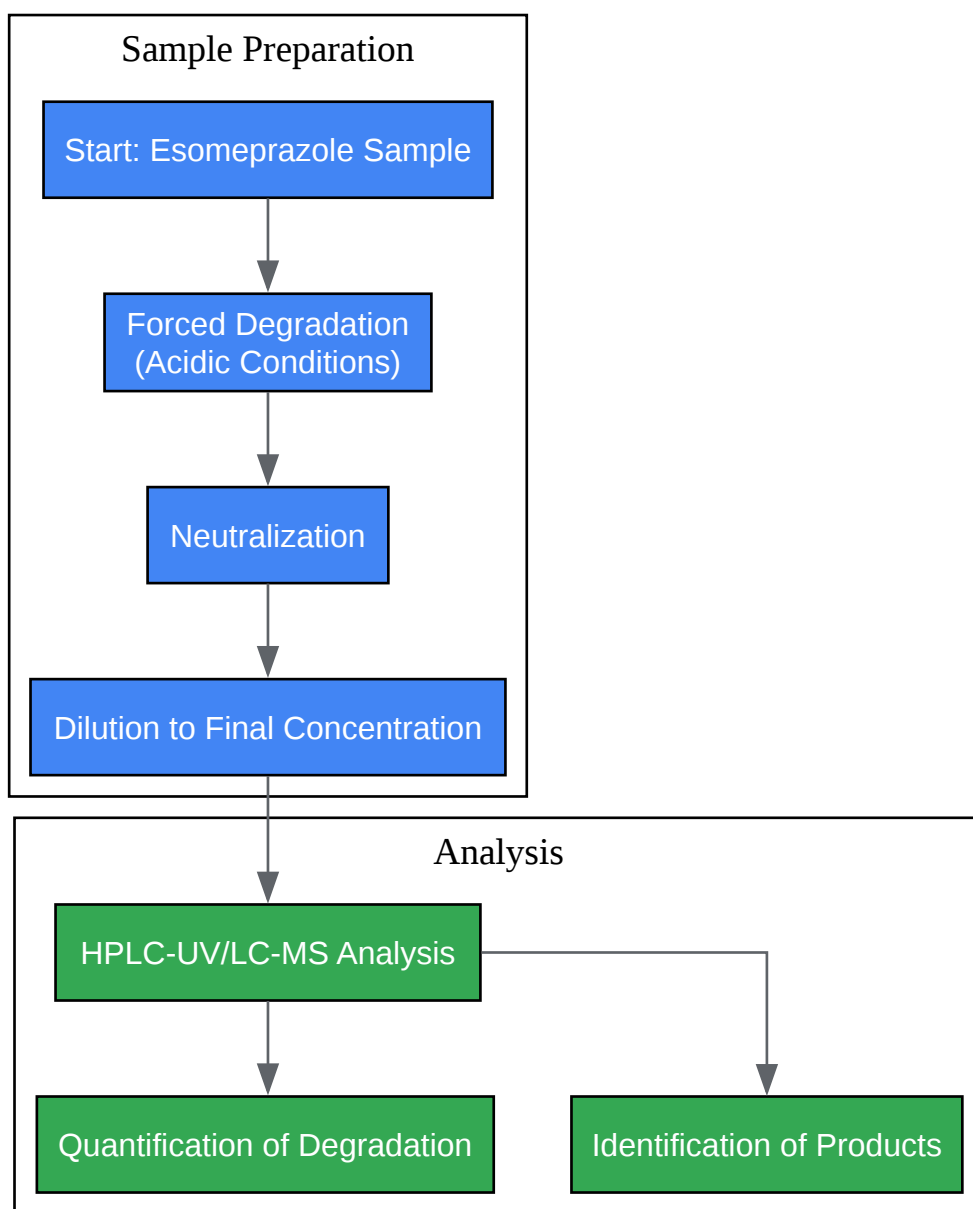 Sample Preparation
Start: Esomeprazole Sample
Forced Degradation
(Acidic Conditions)
Neutralization
Dilution to Final Concentration
Analysis
HPLC-UV/LC-MS Analysis
Quantification of Degradation
Identification of Products